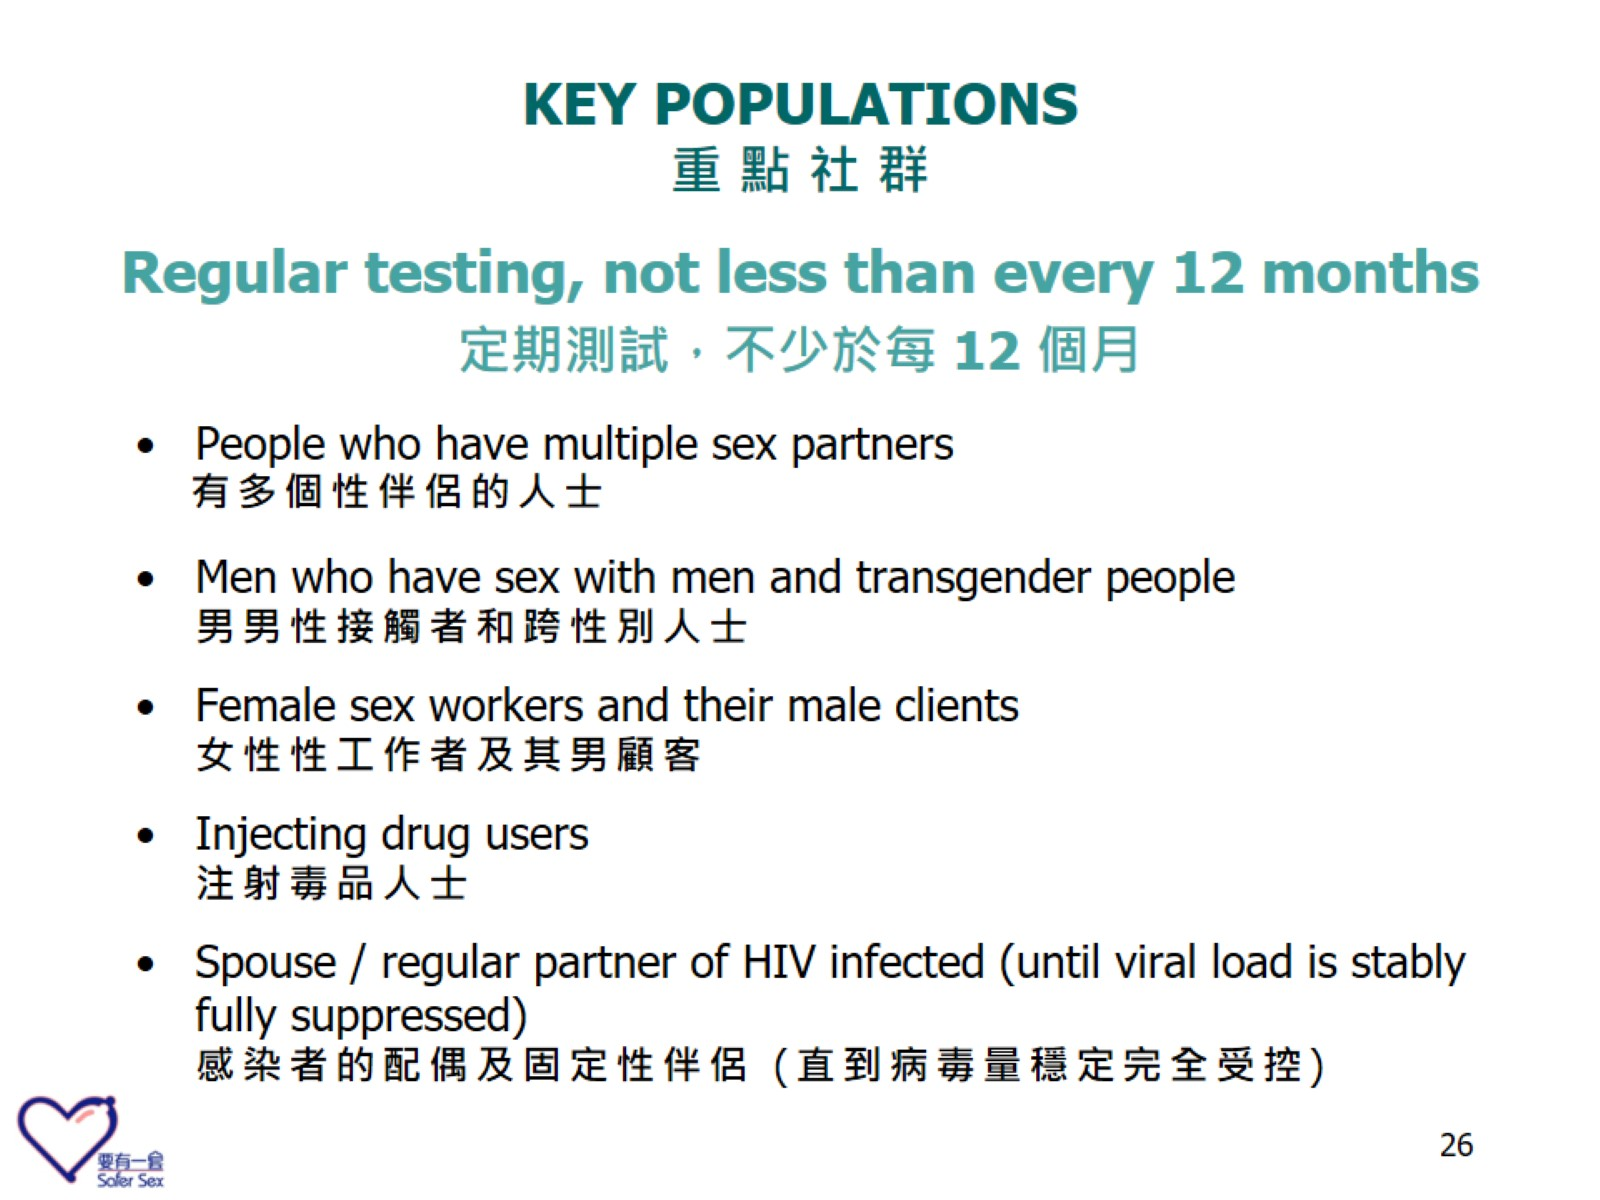 KEY POPULATIONS
重點社群
Regular testing, not less than every 12 months
定期測試，不少於每 12 個月
• People who have multiple sex partners
有多個性伴侶的人士
• Men who have sex with men and transgender people
男男性接觸者和跨性別人士
• Female sex workers and their male clients
女性性工作者及其男顧客
• Injecting drug users
注射毒品人士
• Spouse / regular partner of HIV infected (until viral load is stably
fully suppressed)
感染者的配偶及固定性伴侶 (直到病毒量穩定完全受控)
要有一套
Safer Sex
26